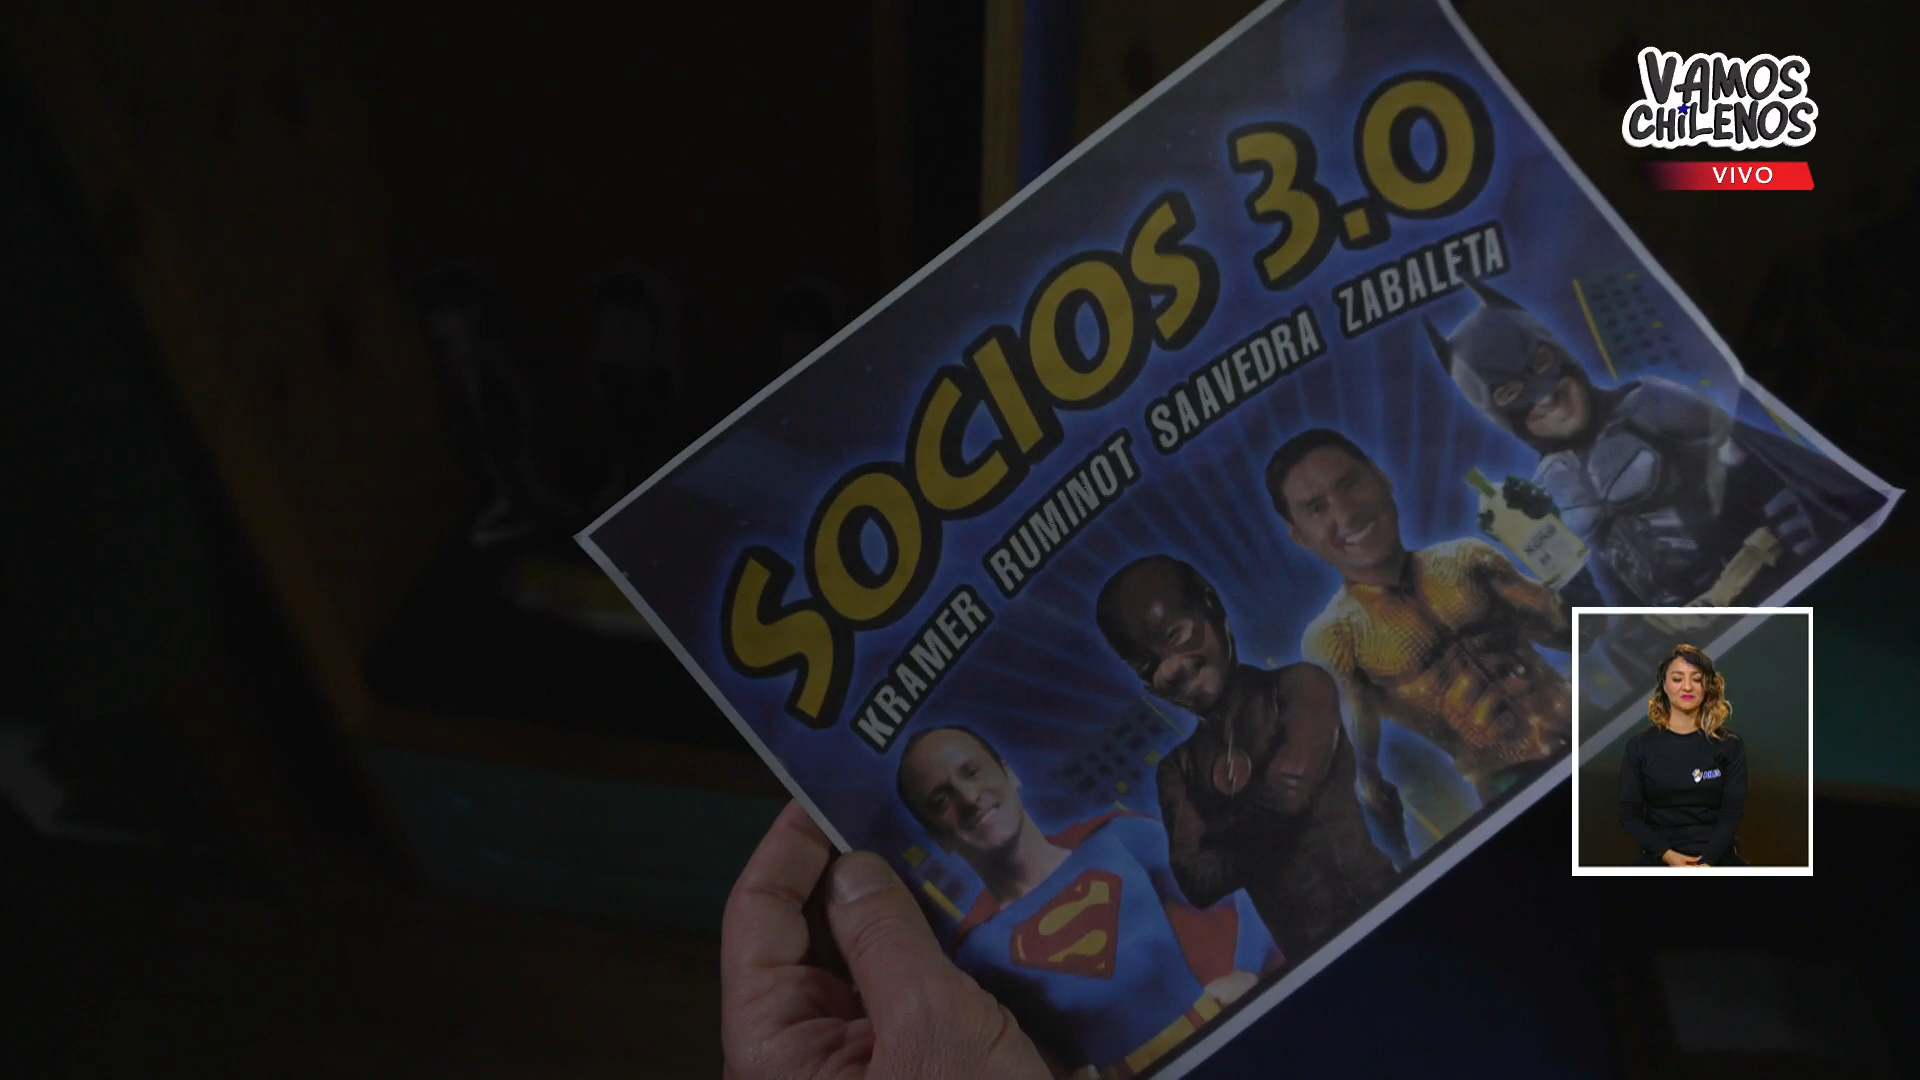 VAMOS
CHiLENOS
VIVO
SOCIOS 3.0
KRAMER RUMINOT SAAVEDRA ZABALETA